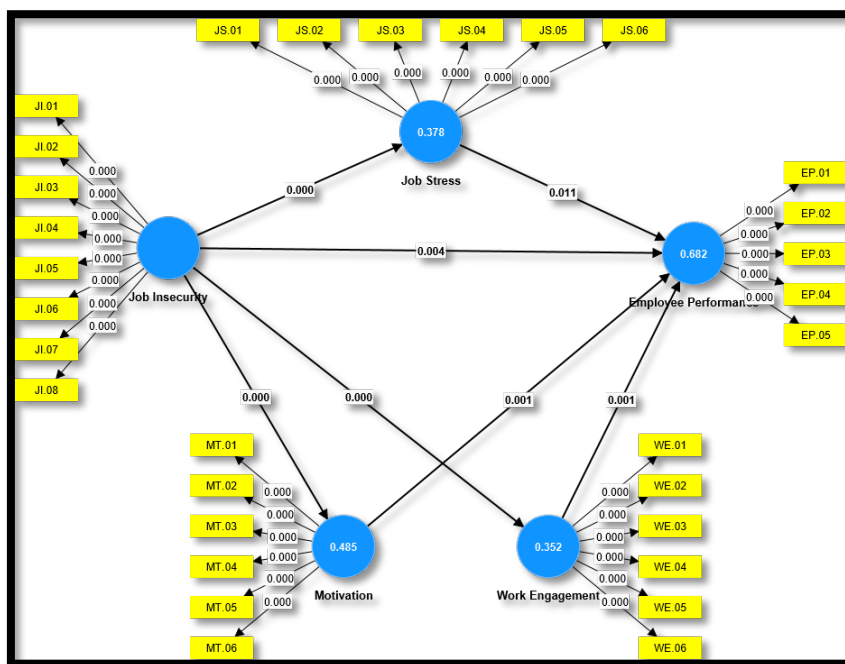 JS.01
JS.02
JS.03
JS.04
JS.05
JS.06
0.000
0.000
0.000
0.000
0.000
0.000
0.378
Job Stress
JI.01
JI.02
JI.03
JI.04
JI.05
JI.06
JI.07
JI.08
0.000
0.000
0.000
0.000
0.000
0.000
0.000
0.000
Job Insecurity
0.000
0.011
0.004
EP.01
EP.02
EP.03
EP.04
EP.05
0.000
0.000
0.000
0.000
0.000
0.682
Employee Performance
0.000
0.000
0.001
0.001
MT.01
MT.02
MT.03
MT.04
MT.05
MT.06
0.000
0.000
0.000
0.000
0.000
0.000
0.485
Motivation
0.352
Work Engagement
WE.01
WE.02
WE.03
WE.04
WE.05
WE.06
0.000
0.000
0.000
0.000
0.000
0.000